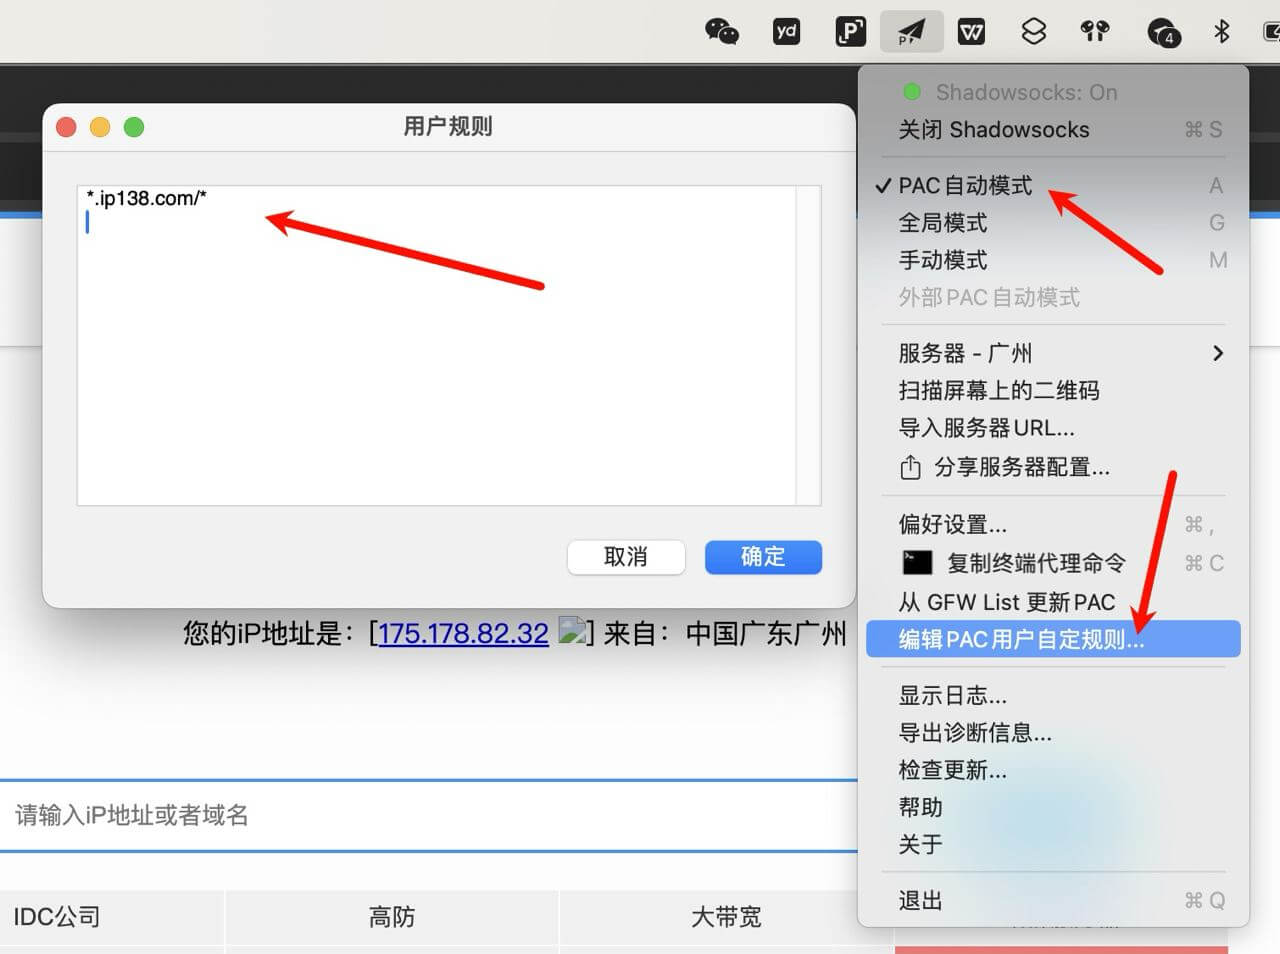 yd
P
P
4
用户规则
*.ip138.com/*
取消
确定
Shadowsocks: On
关闭 Shadowsocks ⌘ S
PAC自动模式 A
全局模式 G
手动模式 M
外部PAC自动模式
服务器 - 广州
扫描屏幕上的二维码
导入服务器URL...
分享服务器配置...
偏好设置... ⌘ ,
复制终端代理命令 ⌘ C
从 GFW List 更新PAC
编辑PAC用户自定规则...
显示日志...
导出诊断信息...
检查更新...
帮助
关于
退出 ⌘ Q
您的iP地址是：[175.178.82.32 ] 来自：中国广东广州
请输入iP地址或者域名
IDC公司 高防 大带宽